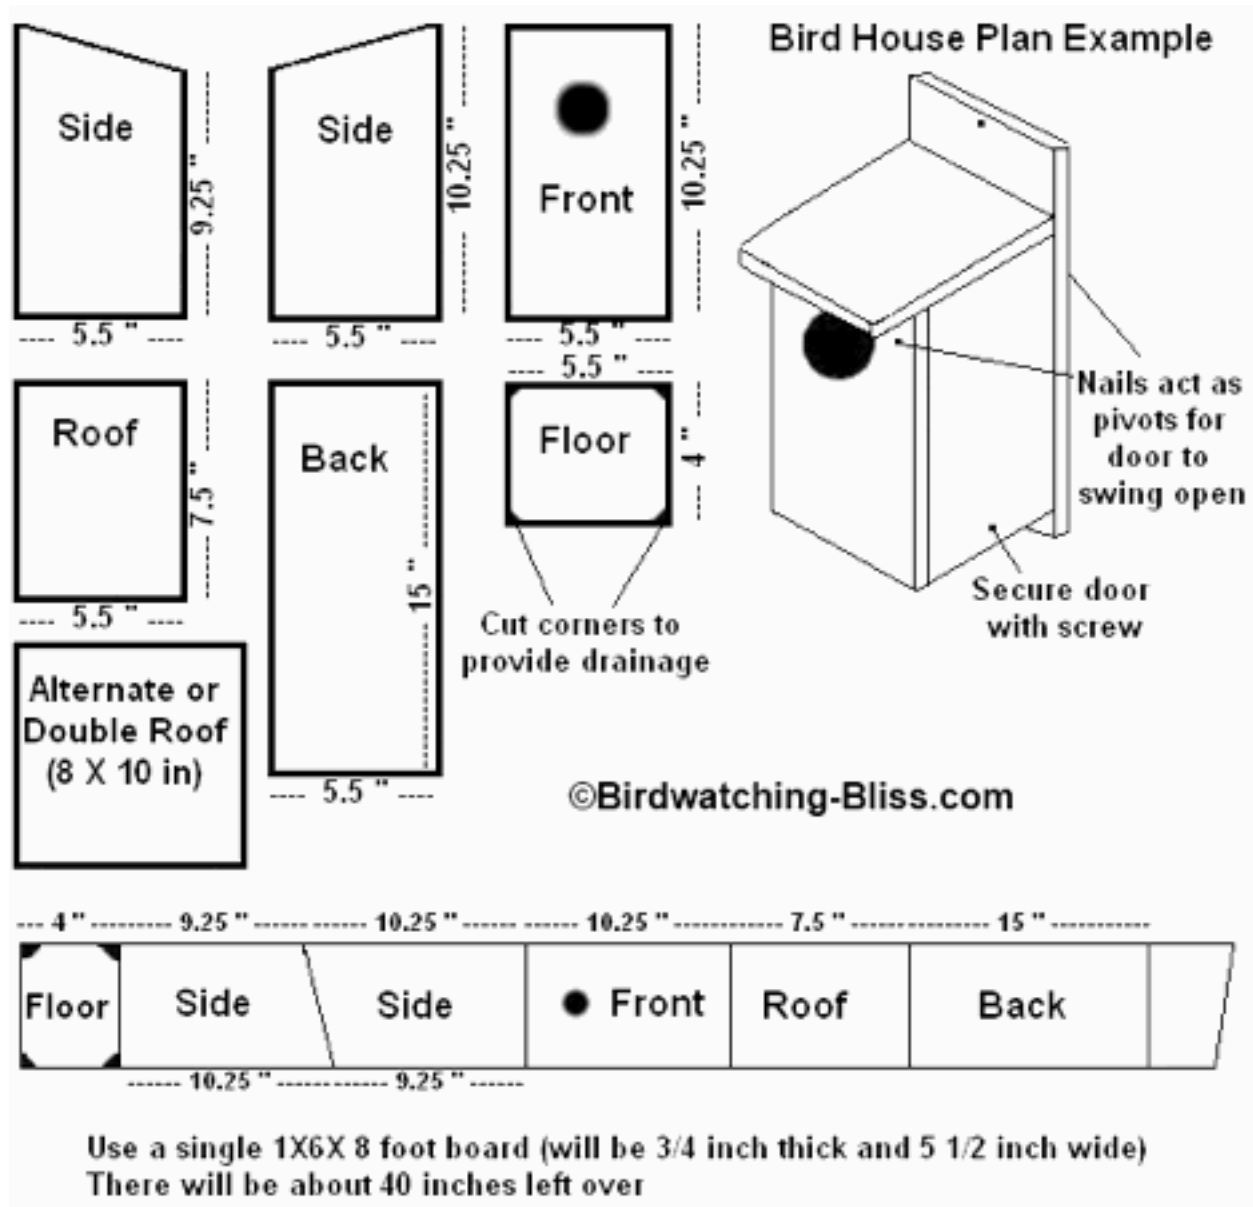 Bird House Plan Example
Side
9.25 "
5.5 "
Side
10.25 "
5.5 "
Front
10.25 "
5.5 "
Roof
7.5 "
5.5 "
Back
15 "
5.5 "
5.5 "
Floor
4 "
Cut corners to
provide drainage
Nails act as
pivots for
door to
swing open
Secure door
with screw
Alternate or
Double Roof
(8 X 10 in)
©Birdwatching-Bliss.com
4 " 9.25 " 10.25 " 10.25 " 7.5 " 15 "
Floor Side Side Front Roof Back
10.25 " 9.25 "
Use a single 1X6X 8 foot board (will be 3/4 inch thick and 5 1/2 inch wide)
There will be about 40 inches left over